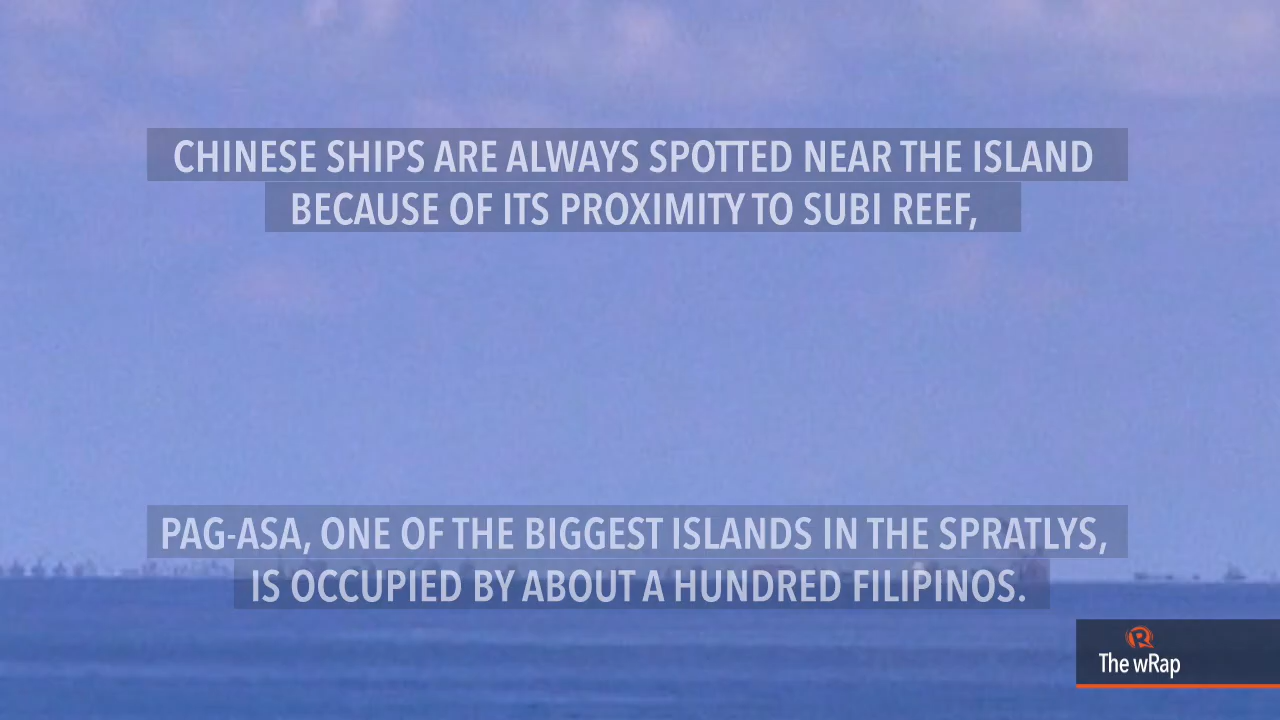 CHINESE SHIPS ARE ALWAYS SPOTTED NEAR THE ISLAND
BECAUSE OF ITS PROXIMITY TO SUBI REEF,
PAG-ASA, ONE OF THE BIGGEST ISLANDS IN THE SPRATLYS,
IS OCCUPIED BY ABOUT A HUNDRED FILIPINOS.
The wRap